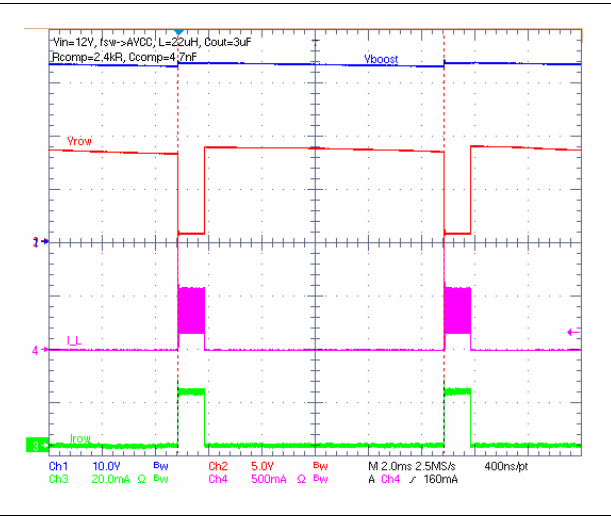 Vin=12V, fsw->AVCC, L=22uH, Cout=3uF
Rcomp=2.4kR, Ccomp=4.7nF
Vboost
Vrow
I_L
4
Irow
3
Ch1 10.0V Bw Ch2 5.0V Bw M 2.0ms 2.5MS/s 400ns/pt
Ch3 20.0mA Ω Bw Ch4 500mA Ω Bw A Ch4 / 160mA